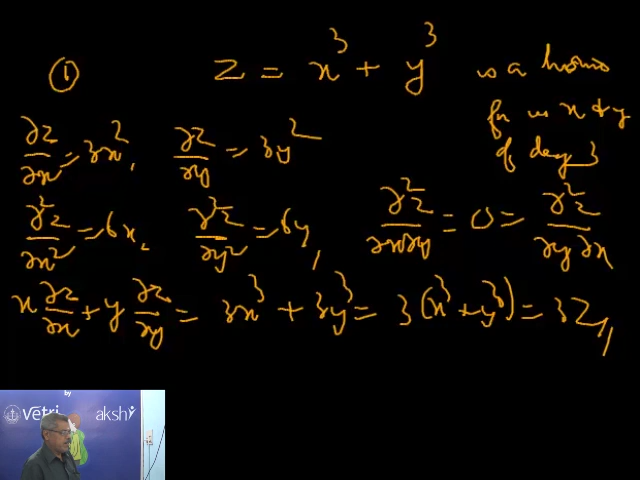 ① z = x³ + y³ is a homo
fn in x & y
of deg 3
∂z/∂x = 3x², ∂z/∂y = 3y²
∂²z/∂x² = 6x, ∂²z/∂y² = 6y, ∂²z/∂x∂y = 0 = ∂²z/∂y∂x
x ∂z/∂x + y ∂z/∂y = 3x³ + 3y³ = 3(x³ + y³) = 3z,
by
vetri akshi